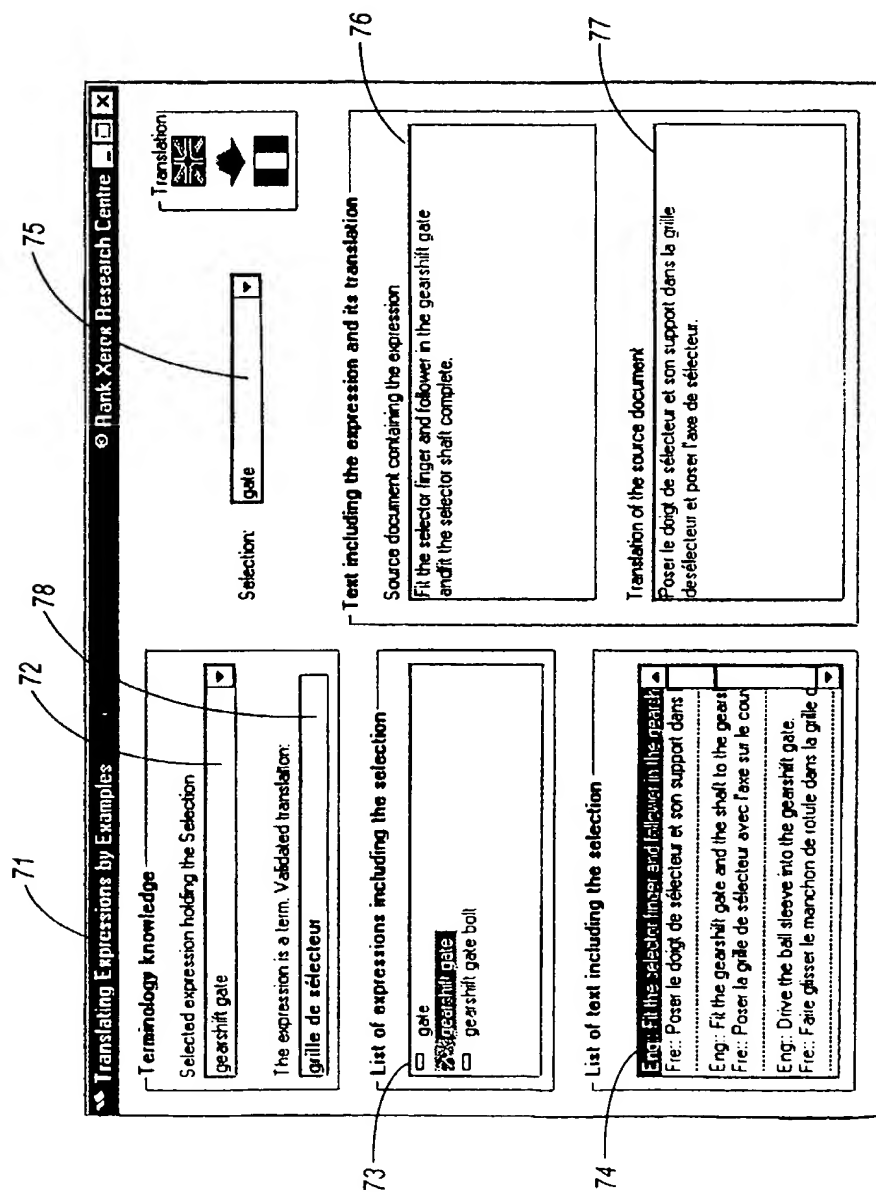 71
72
78
75
Translating Expressions by Examples
© Rank Xerox Research Centre
Terminology knowledge
Selected expression holding the Selection
gearshift gate
The expression is a term. Validated translation:
grille de sélecteur
Selection:
gate
Translation
List of expressions including the selection
gate
gearshift gate
gearshift gate bolt
73
List of text including the selection
Eng:: Fit the selector finger and follower in the gearsh
Fre:: Poser le doigt de sélecteur et son support dans l
Eng:: Fit the gearshift gate and the shaft to the gears
Fre:: Poser la grille de sélecteur avec l'axe sur le cou
Eng:: Drive the ball sleeve into the gearshift gate.
Fre:: Faire glisser le manchon de rotule dans la grille d
74
Text including the expression and its translation
Source document containing the expression
Fit the selector finger and follower in the gearshift gate
andfit the selector shaft complete.
76
Translation of the source document
Poser le doigt de sélecteur et son support dans la grille
desélecteur et poser l'axe de sélecteur.
77